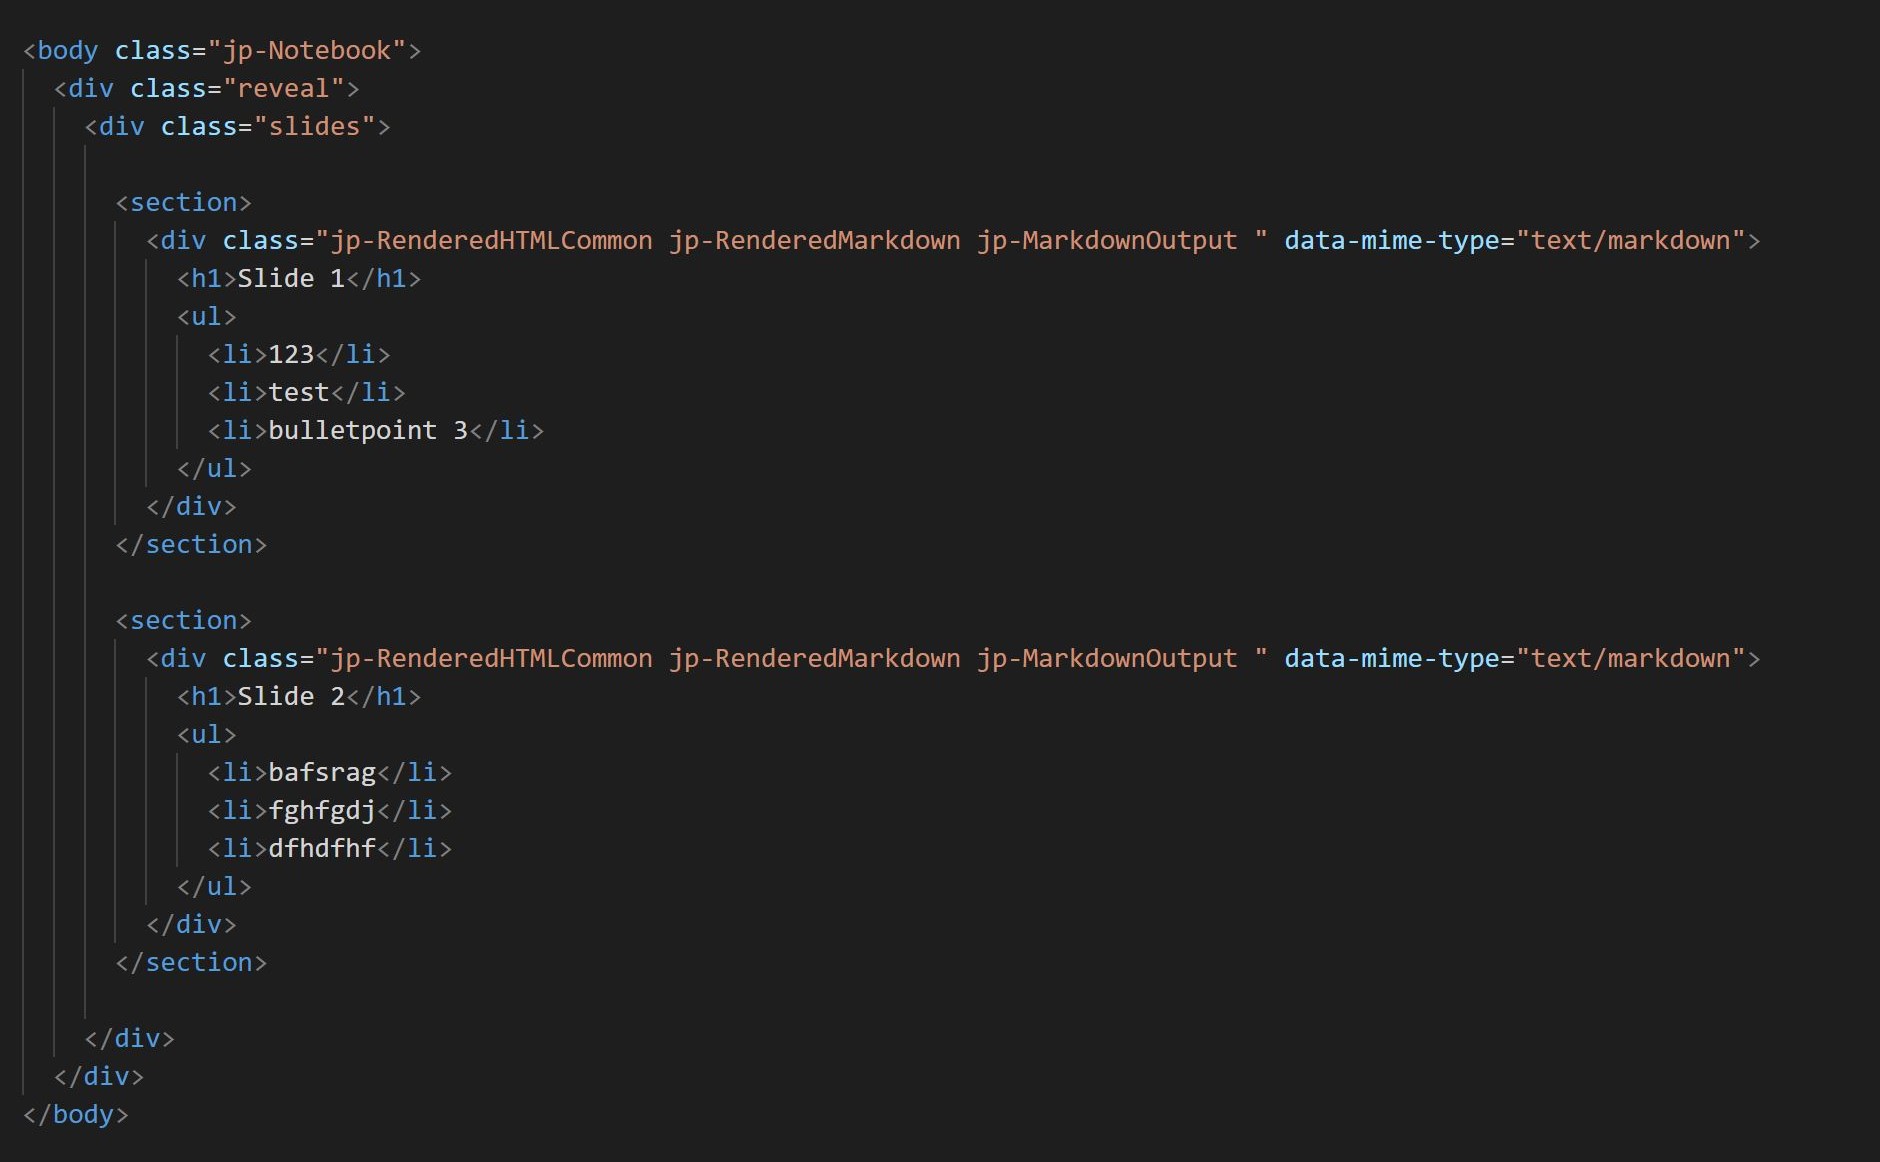 <body class="jp-Notebook">
<div class="reveal">
<div class="slides">
<section>
<div class="jp-RenderedHTMLCommon jp-RenderedMarkdown jp-MarkdownOutput " data-mime-type="text/markdown">
<h1>Slide 1</h1>
<ul>
<li>123</li>
<li>test</li>
<li>bulletpoint 3</li>
</ul>
</div>
</section>
<section>
<div class="jp-RenderedHTMLCommon jp-RenderedMarkdown jp-MarkdownOutput " data-mime-type="text/markdown">
<h1>Slide 2</h1>
<ul>
<li>bafsrag</li>
<li>fghfgdj</li>
<li>dfhdfhf</li>
</ul>
</div>
</section>
</div>
</div>
</body>